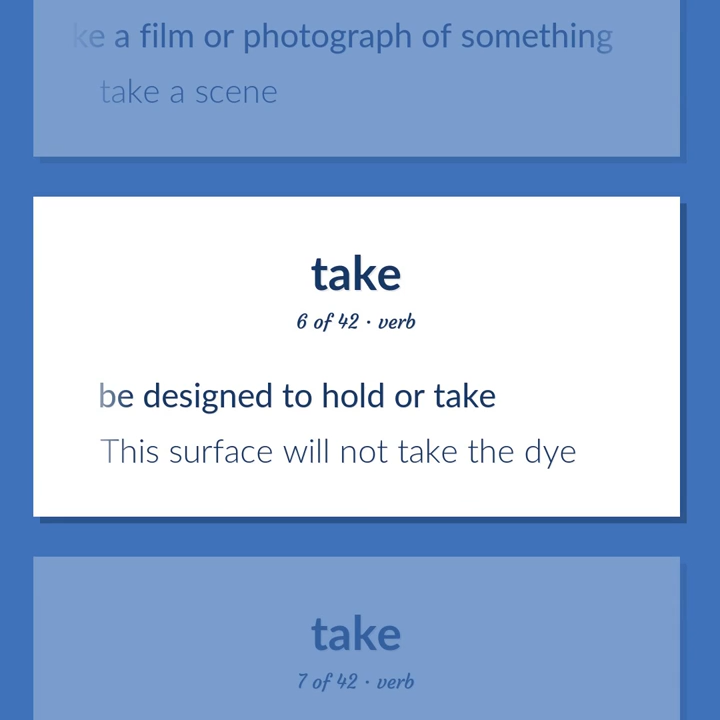 ke a film or photograph of something
take a scene
take
6 of 42 · verb
be designed to hold or take
This surface will not take the dye
take
7 of 42 · verb